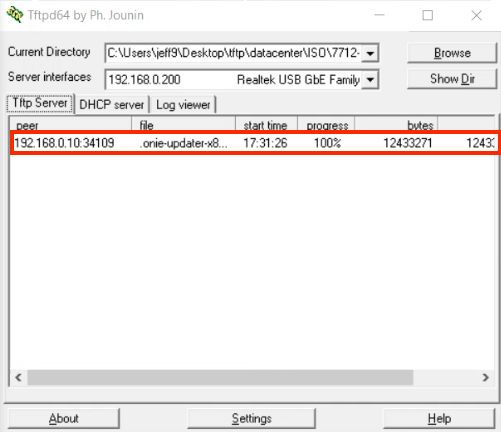 Tftpd64 by Ph. Jounin
Current Directory C:\Users\jeff9\Desktop\tftp\datacenter\ISO\7712- Browse
Server interfaces 192.168.0.200 Realtek USB GbE Family Show Dir
Tftp Server DHCP server Log viewer
peer file start time progress bytes
192.168.0.10:34109 .onie-updater-x8... 17:31:26 100% 12433271 1243
About Settings Help